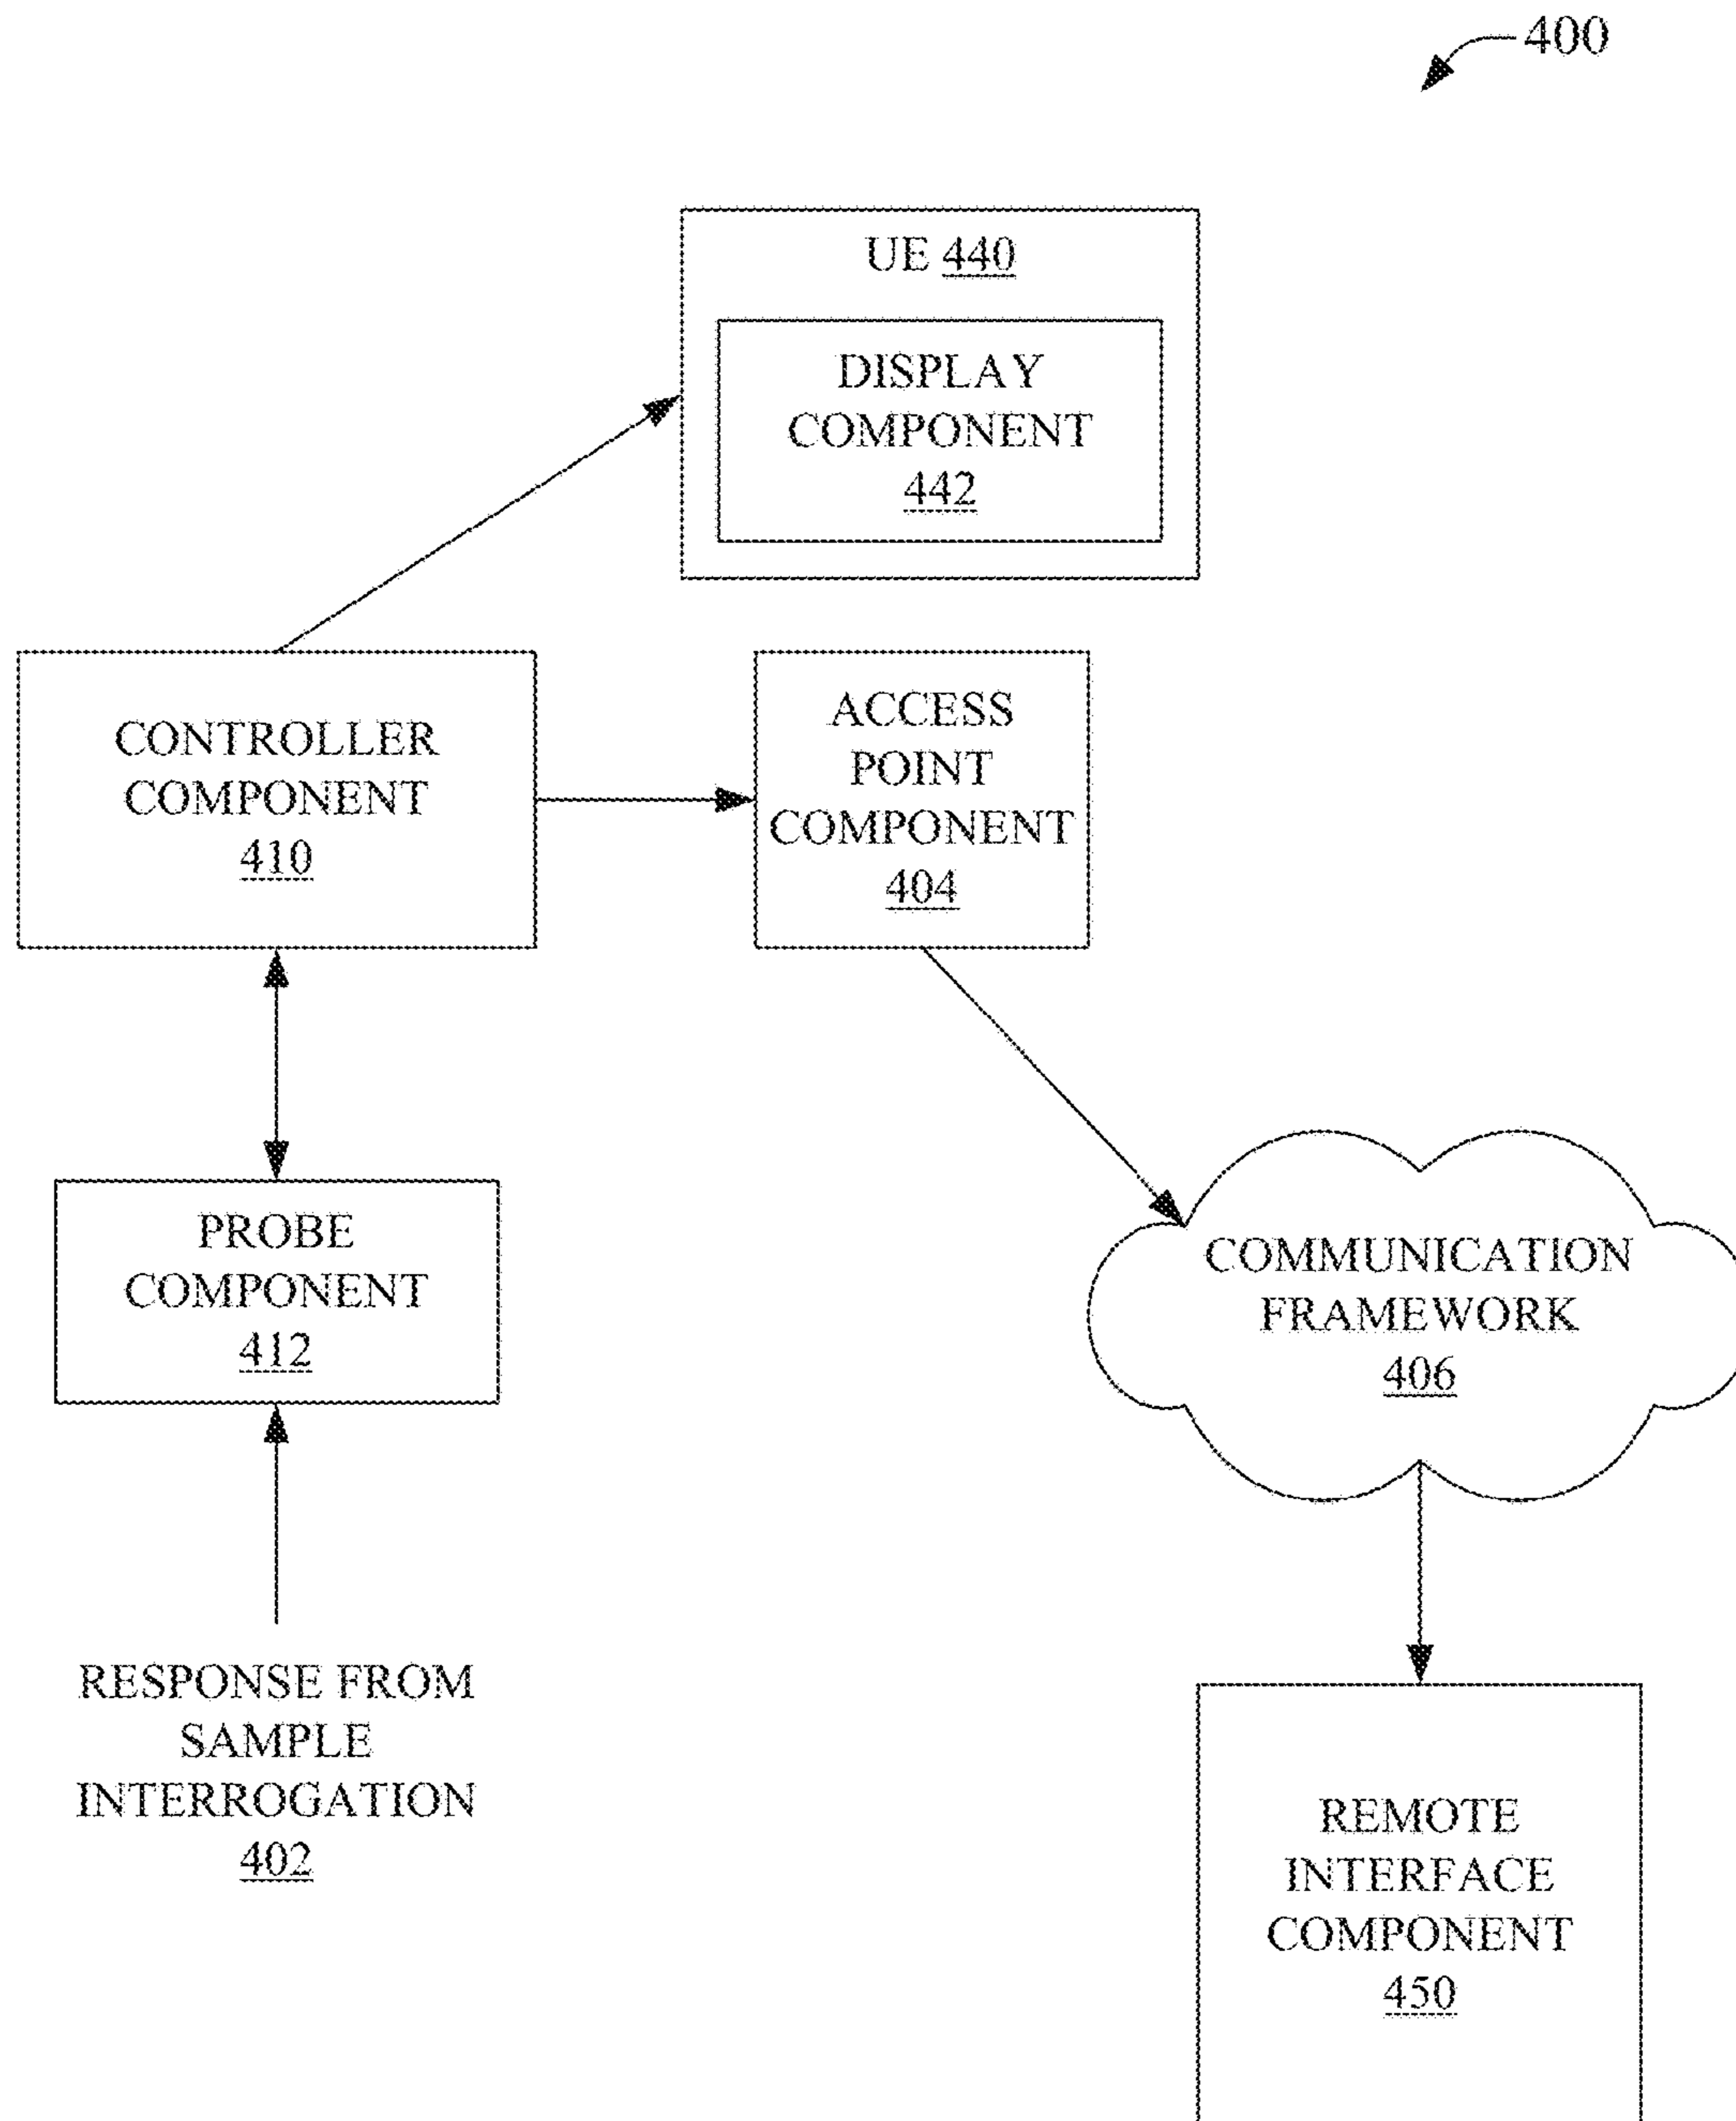 400
UE 440
DISPLAY
COMPONENT
442
CONTROLLER
COMPONENT
410
ACCESS
POINT
COMPONENT
404
PROBE
COMPONENT
412
COMMUNICATION
FRAMEWORK
406
RESPONSE FROM
SAMPLE
INTERROGATION
402
REMOTE
INTERFACE
COMPONENT
450